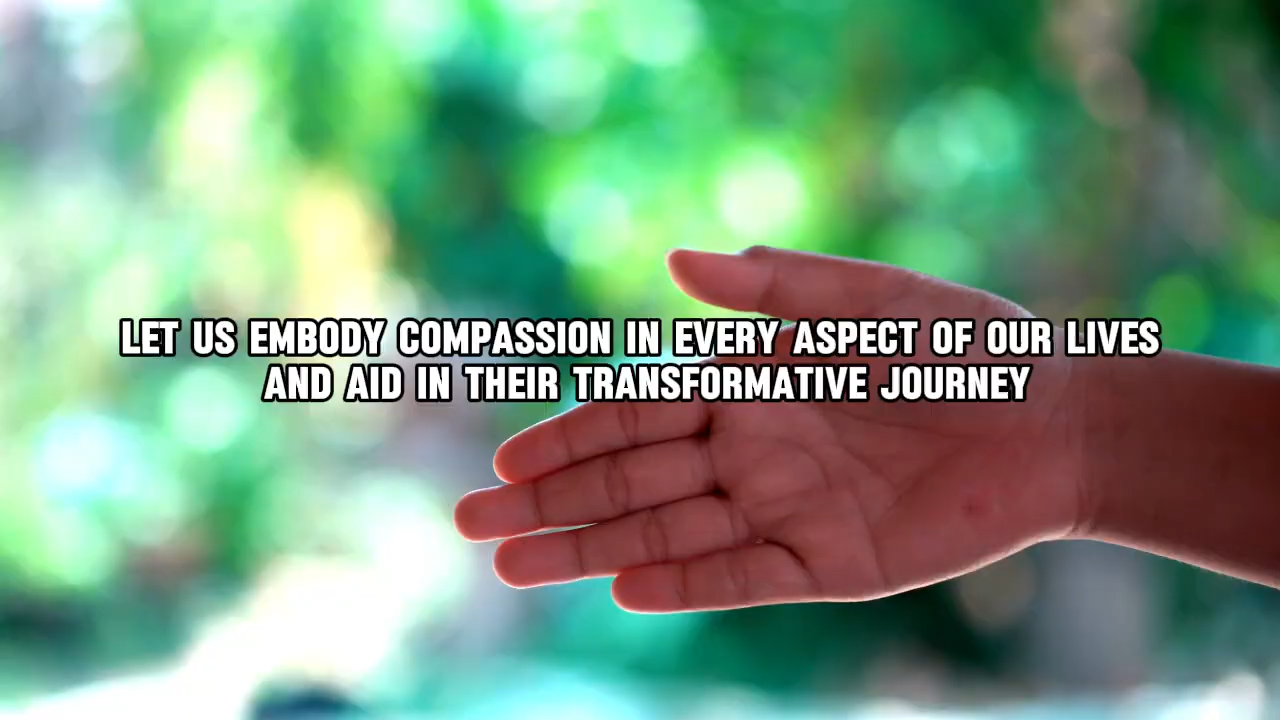 LET US EMBODY COMPASSION IN EVERY ASPECT OF OUR LIVES
AND AID IN THEIR TRANSFORMATIVE JOURNEY